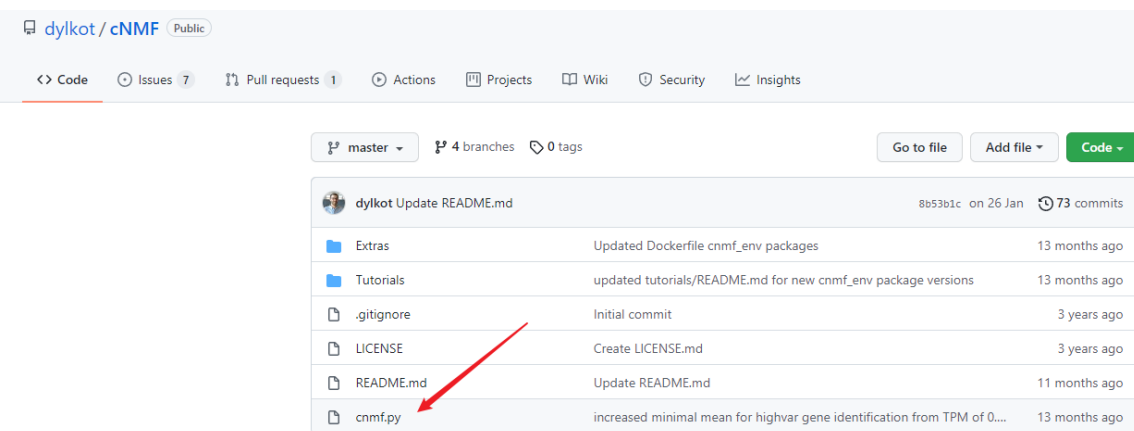 dylkot / cNMF Public
Code Issues 7 Pull requests 1 Actions Projects Wiki Security Insights
master 4 branches 0 tags Go to file Add file Code
dylkot Update README.md 8b53b1c on 26 Jan 73 commits
Extras Updated Dockerfile cnmf_env packages 13 months ago
Tutorials updated tutorials/README.md for new cnmf_env package versions 13 months ago
.gitignore Initial commit 3 years ago
LICENSE Create LICENSE.md 3 years ago
README.md Update README.md 11 months ago
cnmf.py increased minimal mean for highvar gene identification from TPM of 0.... 13 months ago